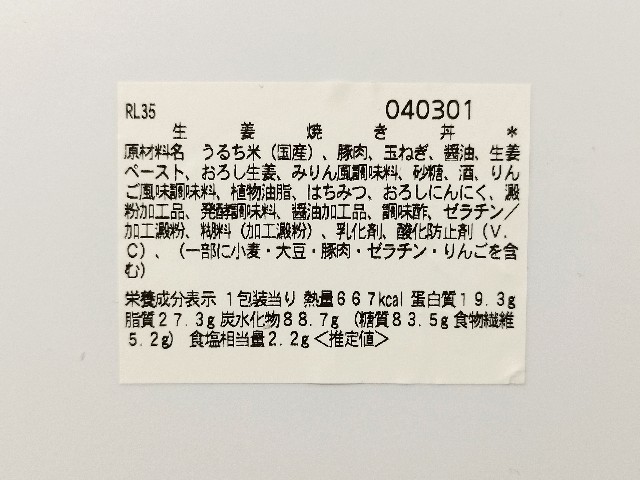 RL35 040301
生姜焼き丼 *
原材料名 うるち米(国産)、豚肉、玉ねぎ、醤油、生姜
ペースト、おろし生姜、みりん風調味料、砂糖、酒、りん
ご風味調味料、植物油脂、はちみつ、おろしにんにく、澱
粉加工品、発酵調味料、醤油加工品、調味酢、ゼラチン/
加工澱粉、糊料(加工澱粉)、乳化剤、酸化防止剤(V.
C)、(一部に小麦・大豆・豚肉・ゼラチン・りんごを含
む)
栄養成分表示 1包装当り 熱量667kcal 蛋白質19.3g
脂質27.3g 炭水化物88.7g (糖質83.5g 食物繊維
5.2g) 食塩相当量2.2g<推定値>